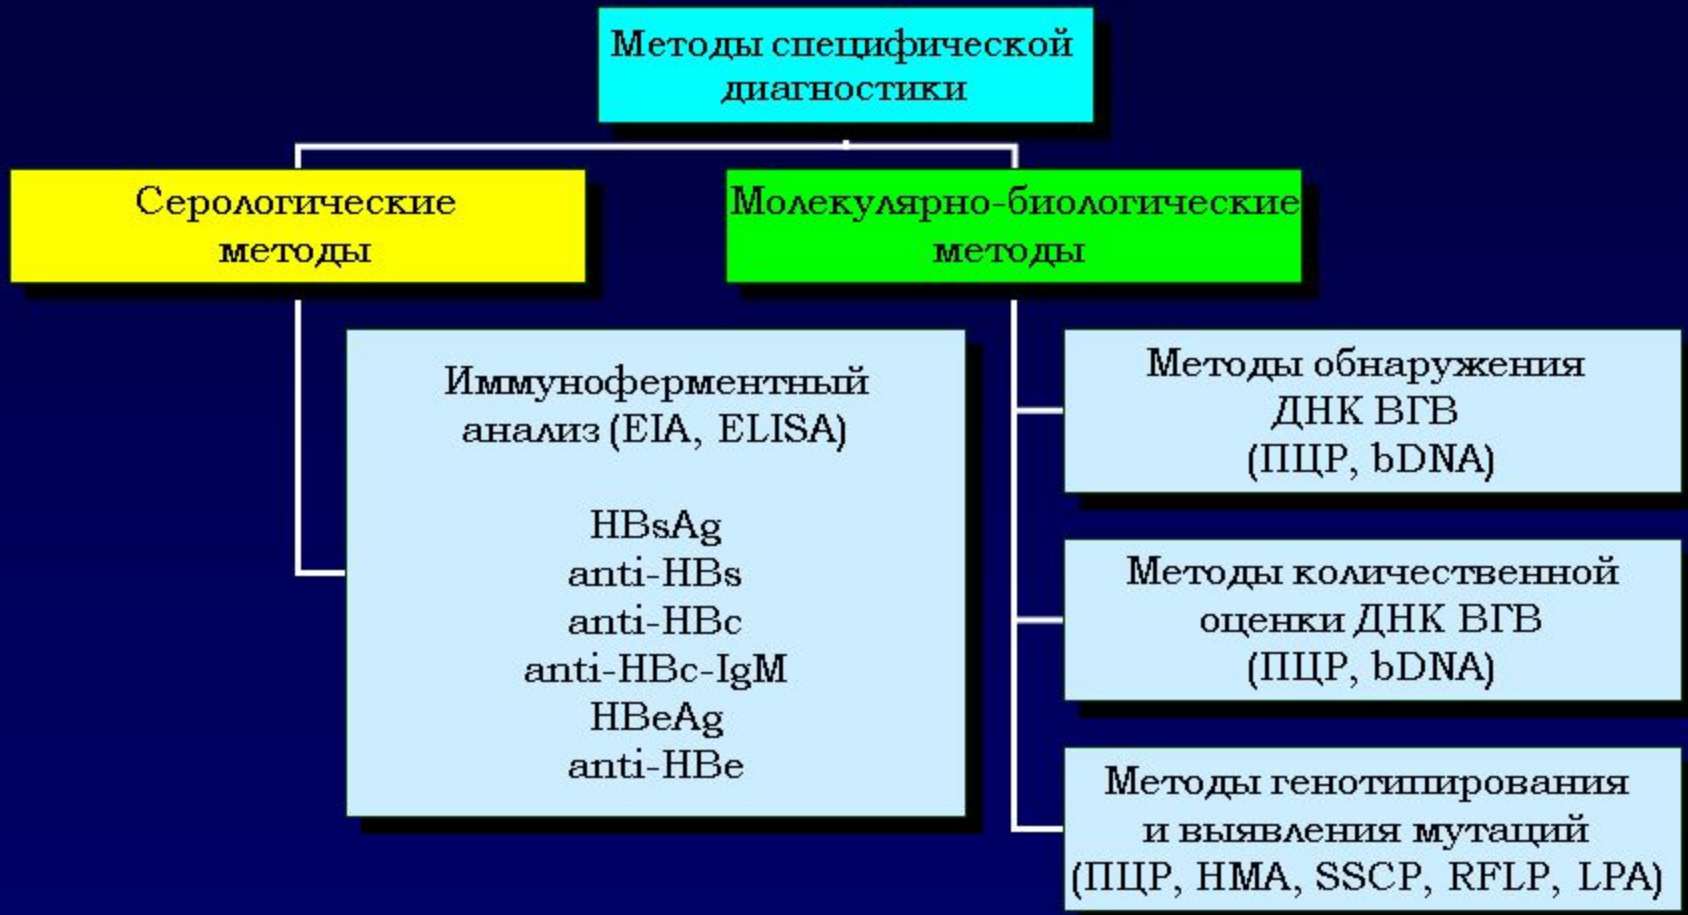 Методы специфической
диагностики
Серологические
методы
Молекулярно-биологические
методы
Иммуноферментный
анализ (EIA, ELISA)
HBsAg
anti-HBs
anti-HBc
anti-HBc-IgM
HBeAg
anti-HBe
Методы обнаружения
ДНК ВГВ
(ПЦР, bDNA)
Методы количественной
оценки ДНК ВГВ
(ПЦР, bDNA)
Методы генотипирования
и выявления мутаций
(ПЦР, HMA, SSCP, RFLP, LPA)